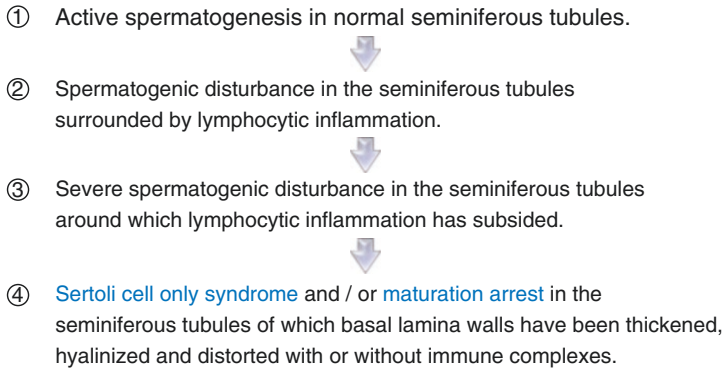 ① Active spermatogenesis in normal seminiferous tubules.
② Spermatogenic disturbance in the seminiferous tubules
surrounded by lymphocytic inflammation.
③ Severe spermatogenic disturbance in the seminiferous tubules
around which lymphocytic inflammation has subsided.
④ Sertoli cell only syndrome and / or maturation arrest in the
seminiferous tubules of which basal lamina walls have been thickened,
hyalinized and distorted with or without immune complexes.